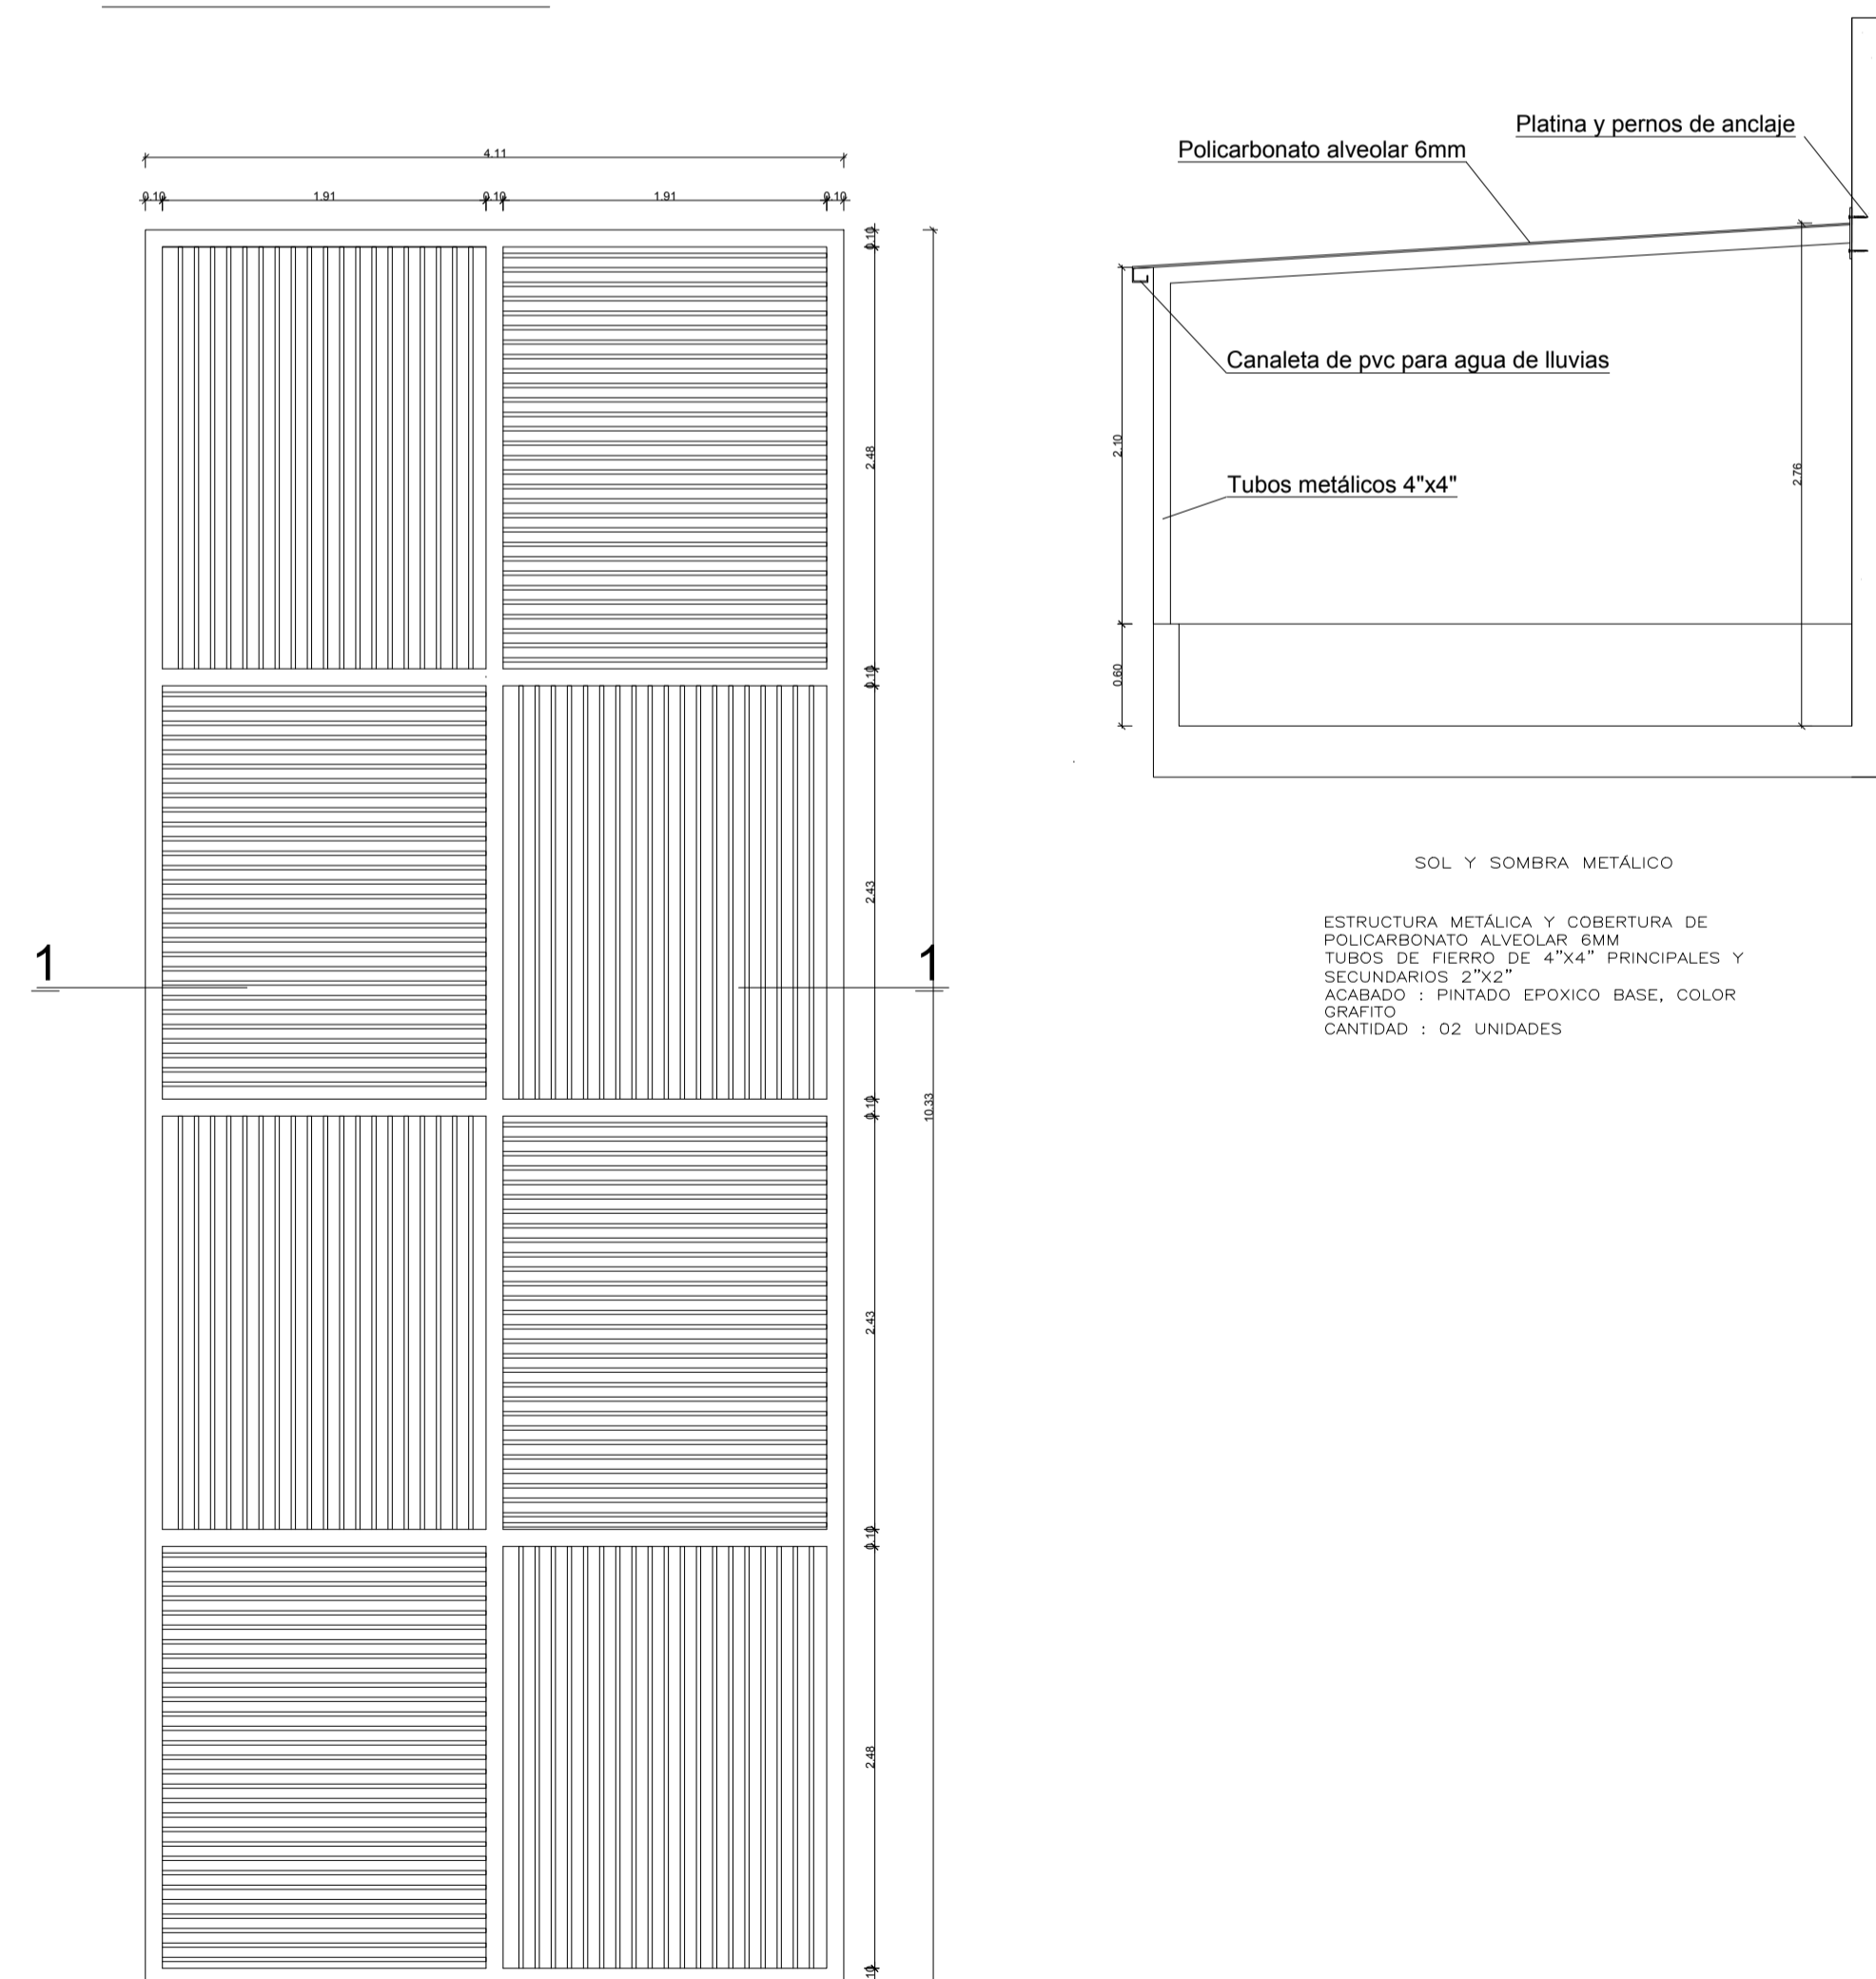 4.11
0.10
1.91
0.10
1.91
0.10
0.10
2.48
0.10
2.43
0.10
2.43
0.10
2.48
0.10
10.33
1
1
Platina y pernos de anclaje
Policarbonato alveolar 6mm
Canaleta de pvc para agua de lluvias
Tubos metálicos 4"x4"
2.10
0.60
2.76
SOL Y SOMBRA METÁLICO
ESTRUCTURA METÁLICA Y COBERTURA DE
POLICARBONATO ALVEOLAR 6MM
TUBOS DE FIERRO DE 4"X4" PRINCIPALES Y
SECUNDARIOS 2"X2"
ACABADO : PINTADO EPOXICO BASE, COLOR
GRAFITO
CANTIDAD : 02 UNIDADES